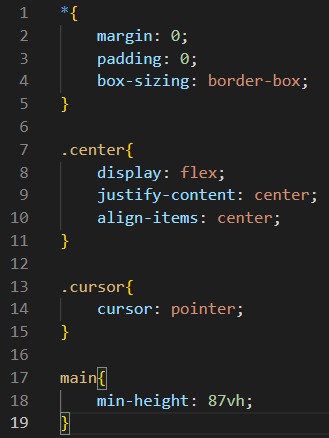 1 *{
2 margin: 0;
3 padding: 0;
4 box-sizing: border-box;
5 }
6
7 .center{
8 display: flex;
9 justify-content: center;
10 align-items: center;
11 }
12
13 .cursor{
14 cursor: pointer;
15 }
16
17 main{
18 min-height: 87vh;
19 }